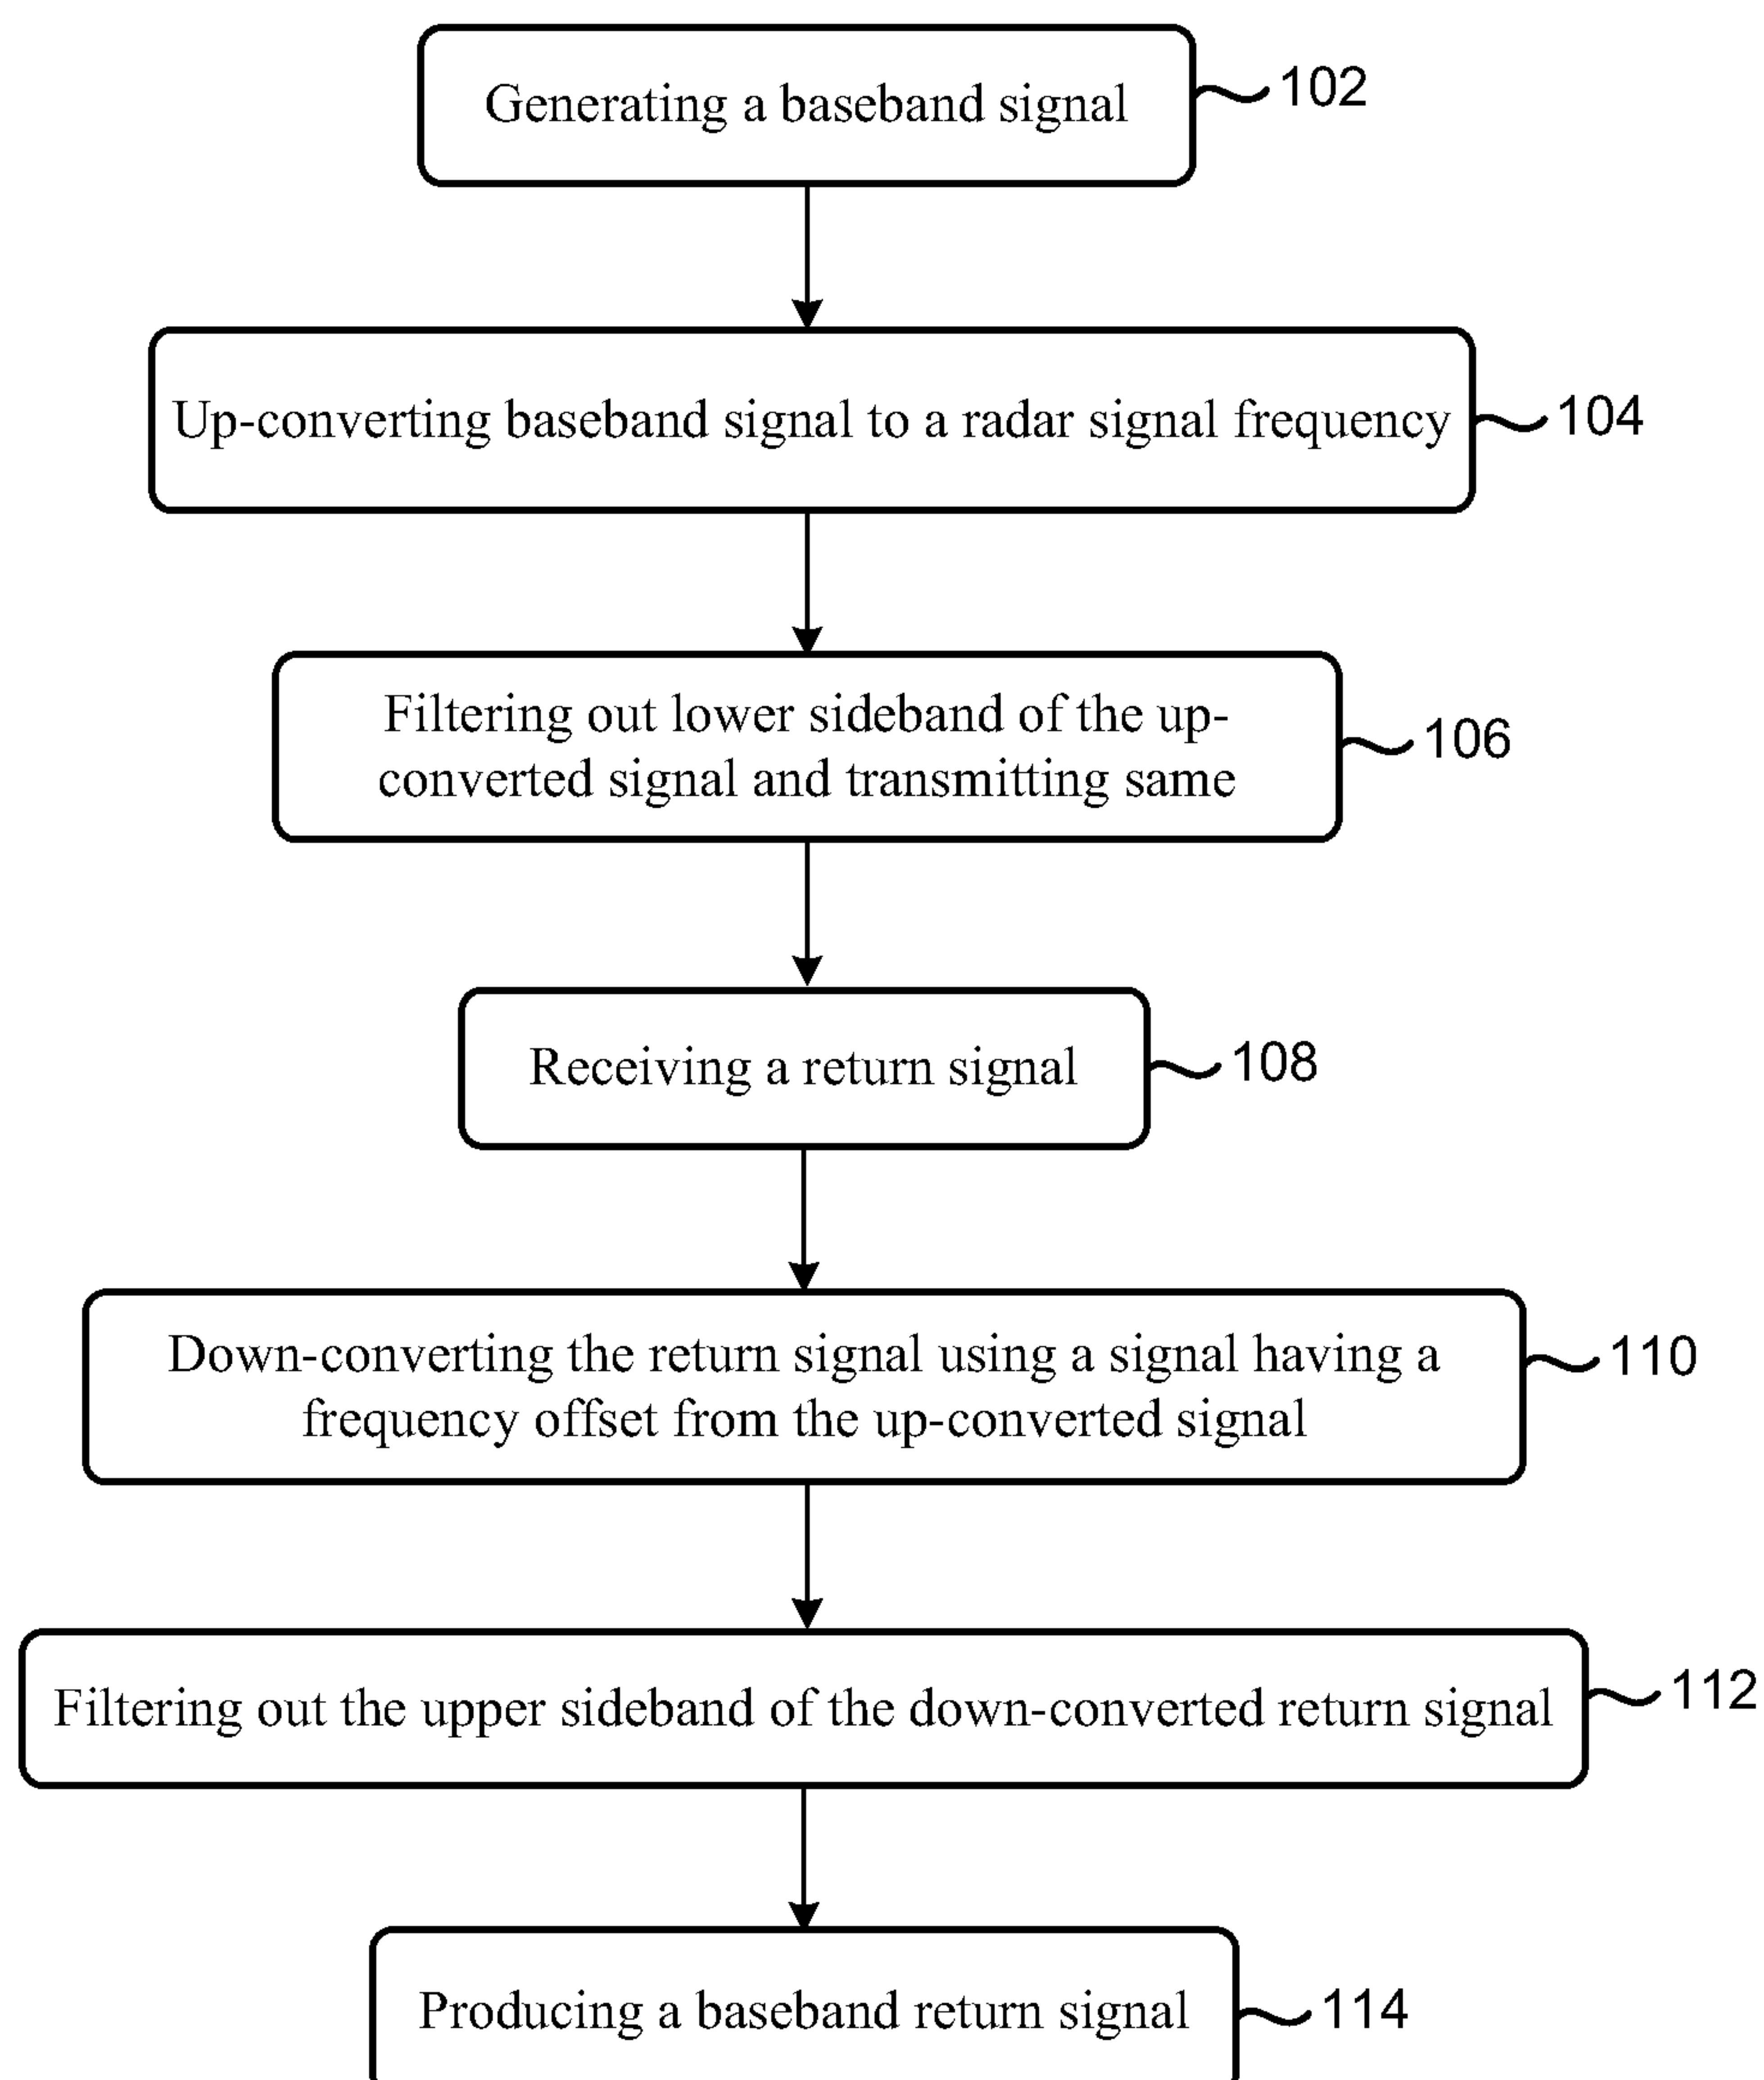 Generating a baseband signal
102
Up-converting baseband signal to a radar signal frequency
104
Filtering out lower sideband of the up-
converted signal and transmitting same
106
Receiving a return signal
108
Down-converting the return signal using a signal having a
frequency offset from the up-converted signal
110
Filtering out the upper sideband of the down-converted return signal
112
Producing a baseband return signal
114